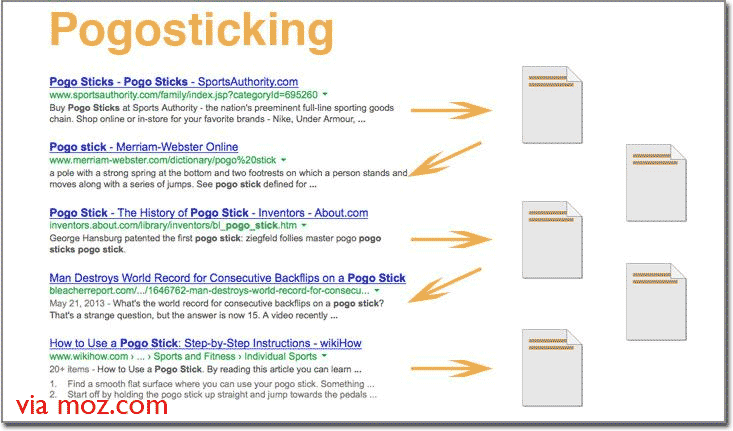 Pogosticking
Pogo Sticks - Pogo Sticks - SportsAuthority.com
www.sportsauthority.com/family/index.jsp?categoryId=695260
Buy Pogo Sticks at Sports Authority - the nation's preeminent full-line sporting goods
chain. Shop online or in-store for your favorite brands - Nike, Under Armour, ...
Pogo stick - Merriam-Webster Online
www.merriam-webster.com/dictionary/pogo%20stick
a pole with a strong spring at the bottom and two footrests on which a person stands and
moves along with a series of jumps. See pogo stick defined for ...
Pogo Stick - The History of Pogo Stick - Inventors - About.com
inventors.about.com/library/inventors/bl_pogo_stick.htm
George Hansburg patented the first pogo stick: ziegfeld follies master pogo pogo
sticks pogo stick.
Man Destroys World Record for Consecutive Backflips on a Pogo Stick
bleacherreport.com/.../1646762-man-destroys-world-record-for-consecu...
May 21, 2013 - What's the world record for consecutive backflips on a pogo stick?
That's a strange question, but the answer is now 15. A video recently ...
How to Use a Pogo Stick: Step-by-Step Instructions - wikiHow
www.wikihow.com › ... › Sports and Fitness › Individual Sports
20+ items - How to Use a Pogo Stick. By reading this article you can learn ...
1. Find a smooth flat surface where you can use your pogo stick. Something ...
2. Start off by holding the pogo stick up straight and jump towards the pedals ...
via moz.com